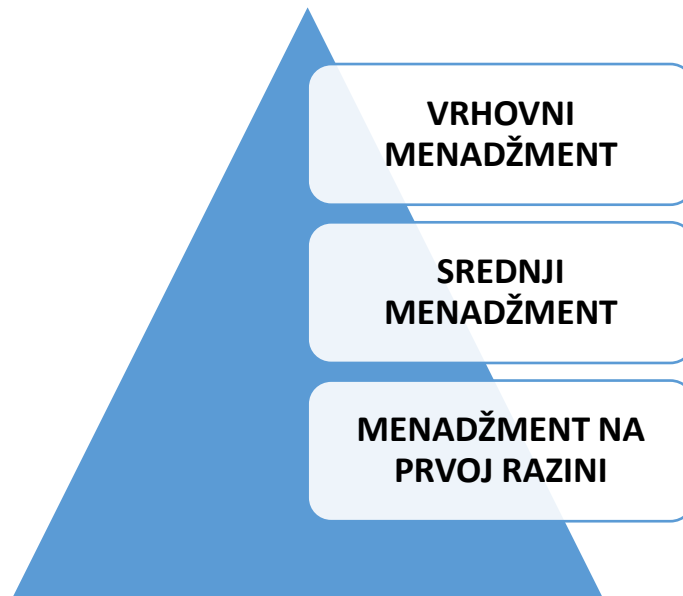 VRHOVNI
MENADŽMENT
SREDNJI
MENADŽMENT
MENADŽMENT NA
PRVOJ RAZINI